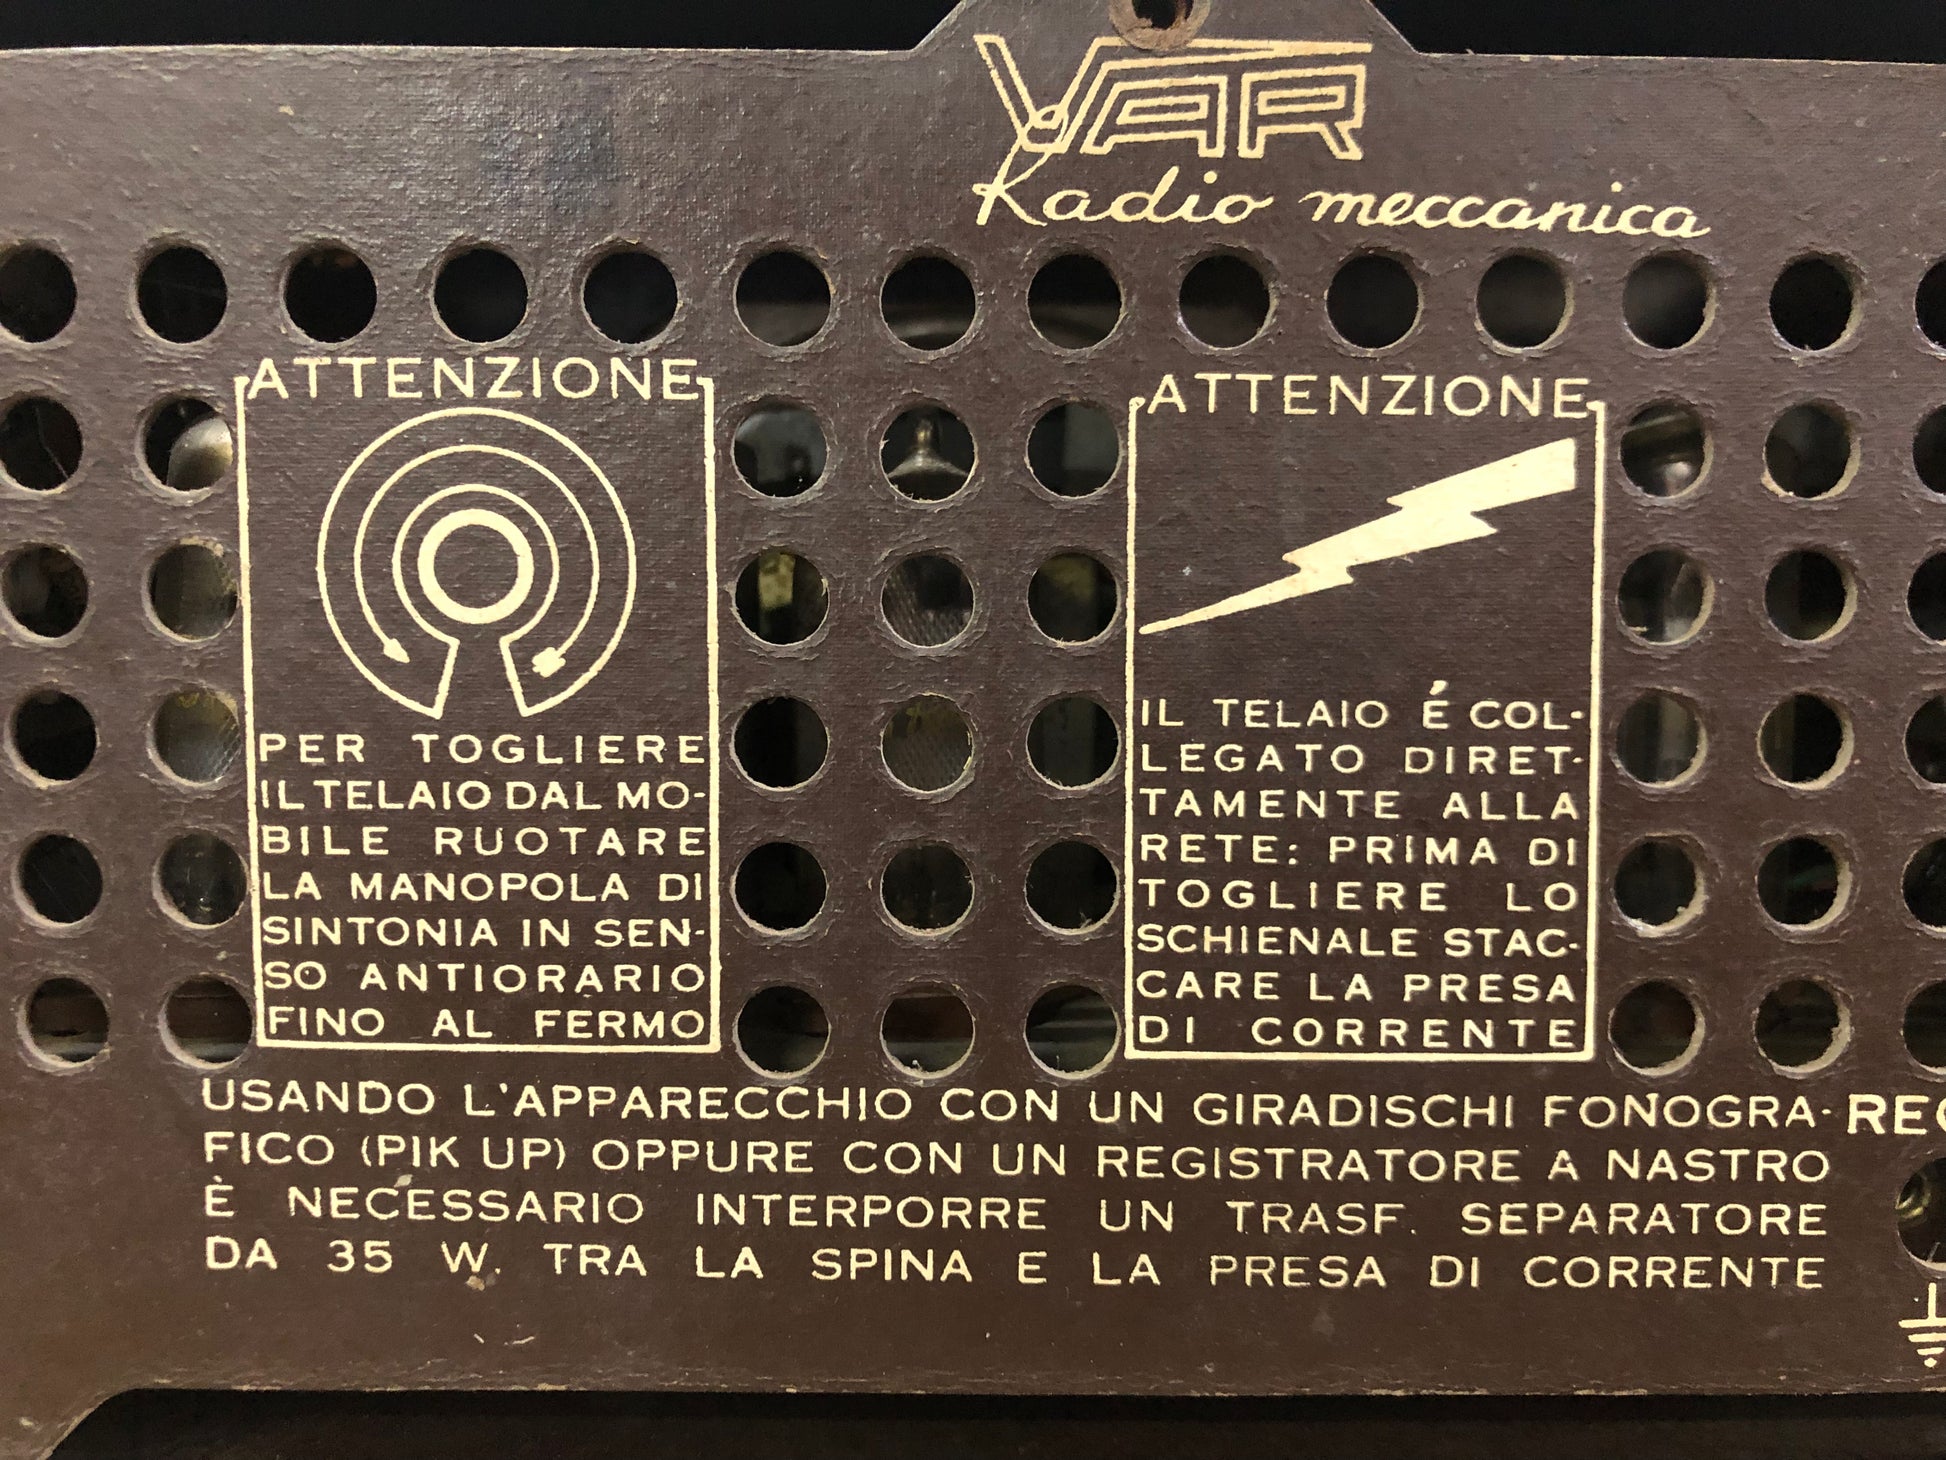 VAR
Radio meccanica
ATTENZIONE
PER TOGLIERE
IL TELAIO DAL MO-
BILE RUOTARE
LA MANOPOLA DI
SINTONIA IN SEN-
SO ANTIORARIO
FINO AL FERMO
ATTENZIONE
IL TELAIO É COL-
LEGATO DIRET-
TAMENTE ALLA
RETE: PRIMA DI
TOGLIERE LO
SCHIENALE STAC-
CARE LA PRESA
DI CORRENTE
USANDO L'APPARECCHIO CON UN GIRADISCHI FONOGRA-
FICO (PIK UP) OPPURE CON UN REGISTRATORE A NASTRO
È NECESSARIO INTERPORRE UN TRASF. SEPARATORE
DA 35 W. TRA LA SPINA E LA PRESA DI CORRENTE